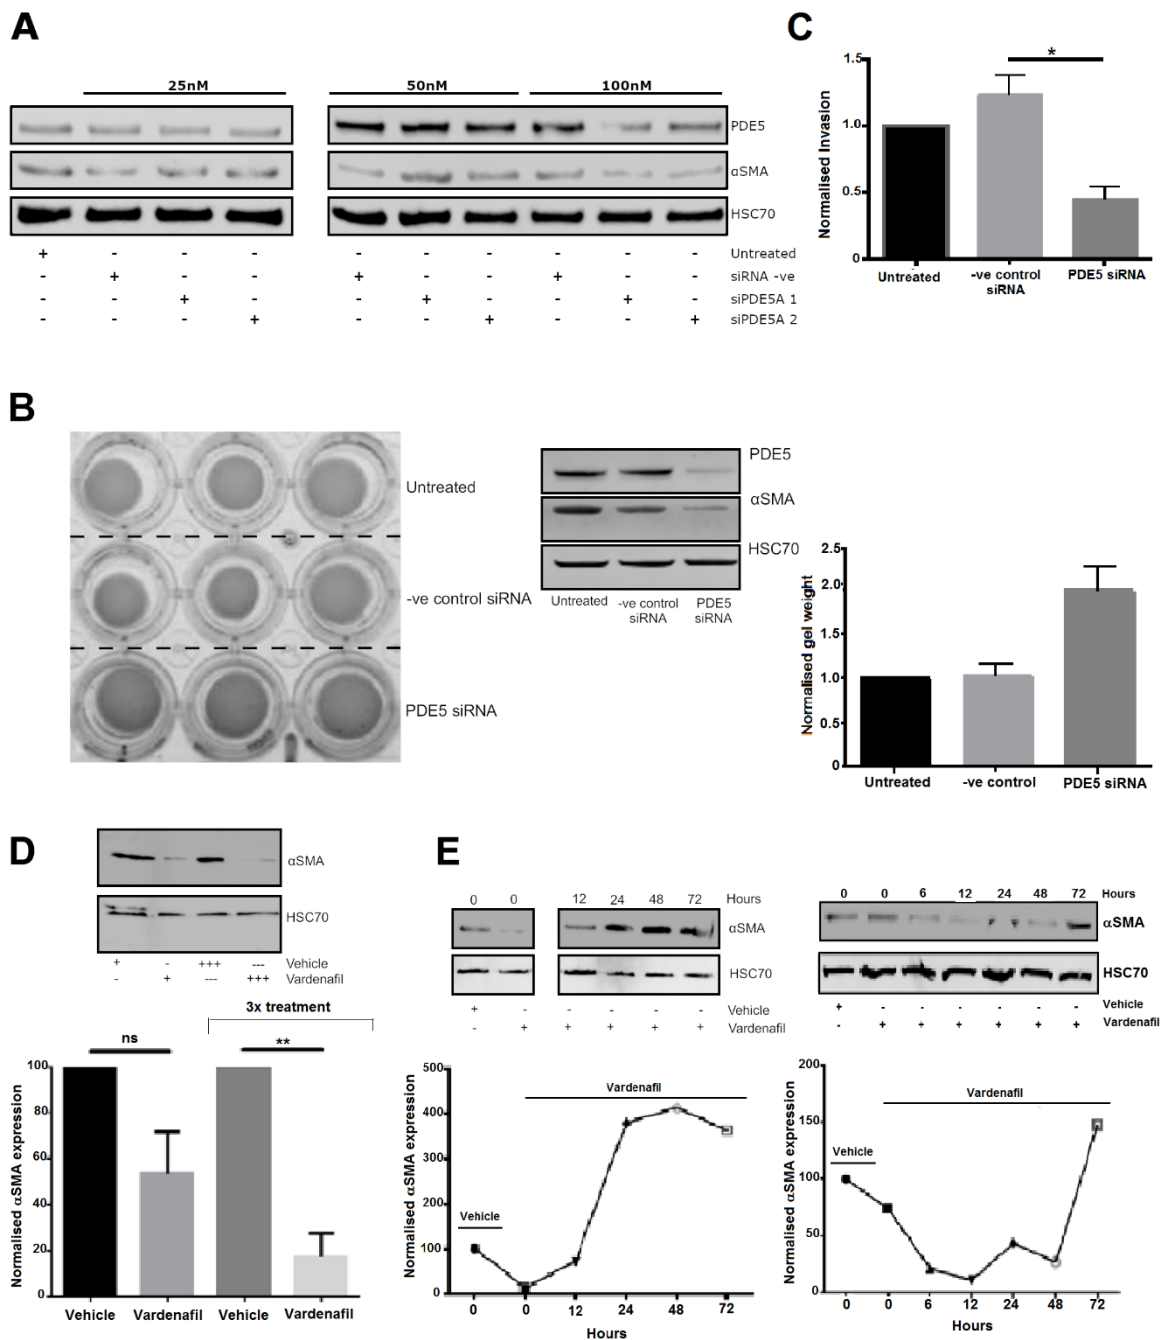 A
25nM
50nM
100nM
PDE5
αSMA
HSC70
+ - - - - - - - - - Untreated
- + - - + - - + - - siRNA -ve
- - + - - + - - + - siPDE5A 1
- - - + - - + - - + siPDE5A 2
C
*
Normalised Invasion
1.5
1.0
0.5
0
Untreated
-ve control
siRNA
PDE5 siRNA
B
Untreated
-ve control siRNA
PDE5 siRNA
PDE5
αSMA
HSC70
Untreated
-ve control
siRNA
PDE5
siRNA
Normalised gel weight
2.5
2.0
1.5
1.0
0.5
0
Untreated
-ve control
PDE5 siRNA
D
αSMA
HSC70
+ - +++ --- Vehicle
- + --- +++ Vardenafil
3x treatment
ns
**
Normalised αSMA expression
100
80
60
40
20
0
Vehicle
Vardenafil
Vehicle
Vardenafil
E
0 0 12 24 48 72 Hours
αSMA
HSC70
+ - - - - - Vehicle
- + + + + + Vardenafil
Normalised αSMA expression
500
400
300
200
100
0
Vardenafil
Vehicle
0 0 12 24 48 72
Hours
0 0 6 12 24 48 72 Hours
αSMA
HSC70
+ - - - - - - Vehicle
- + + + + + + Vardenafil
Normalised αSMA expression
200
150
100
50
0
Vardenafil
Vehicle
0 0 6 12 24 48 72
Hours